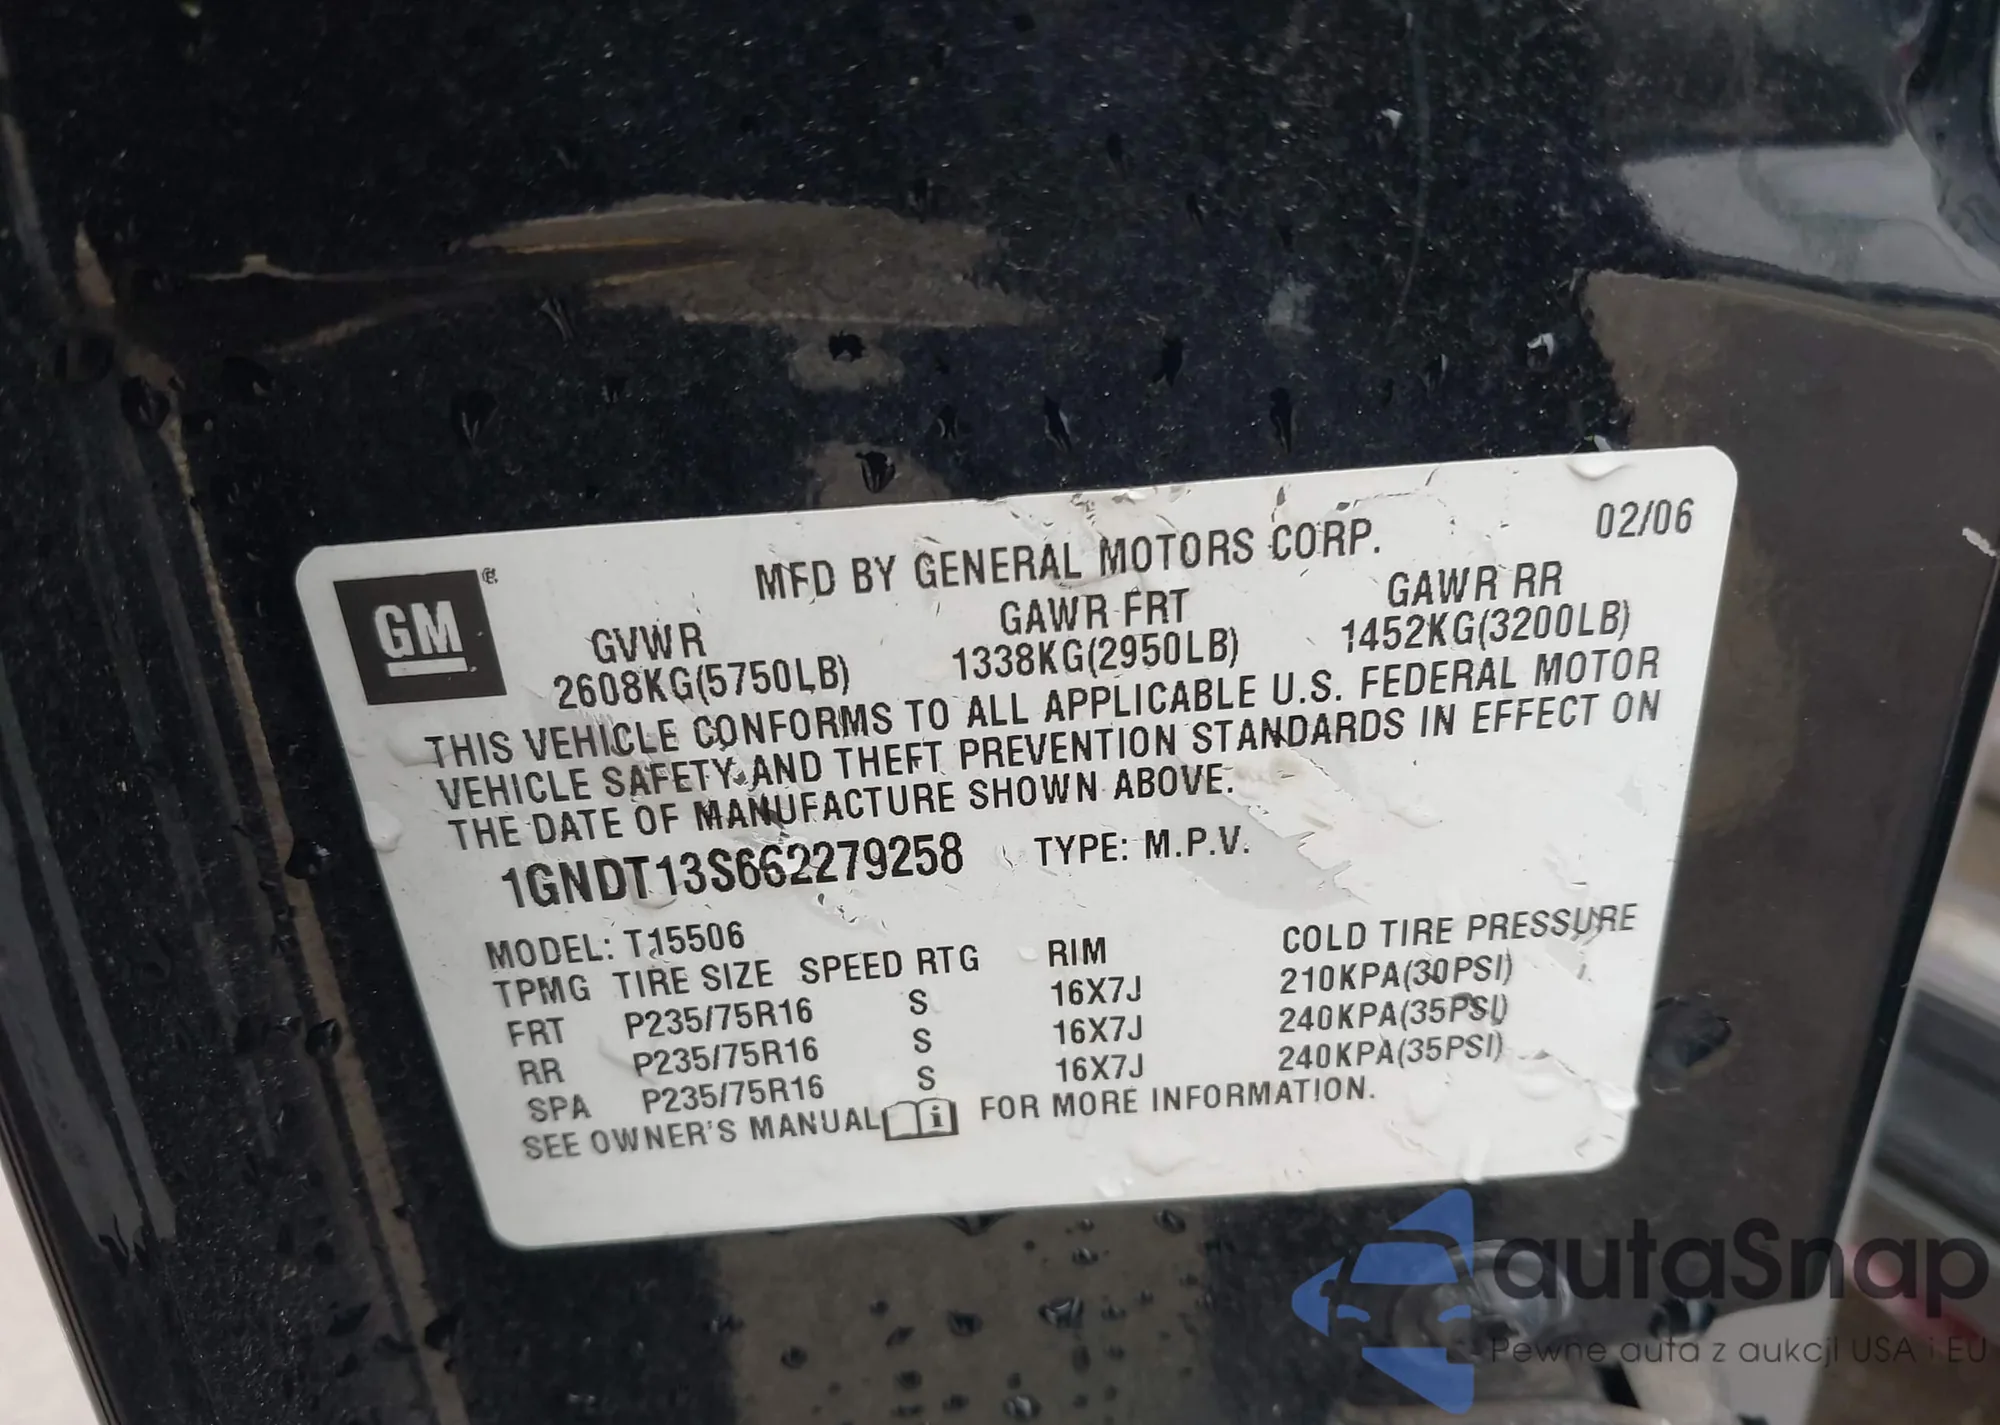 MFD BY GENERAL MOTORS CORP. 02/06
GM ®
GVWR GAWR FRT GAWR RR
2608KG(5750LB) 1338KG(2950LB) 1452KG(3200LB)
THIS VEHICLE CONFORMS TO ALL APPLICABLE U.S. FEDERAL MOTOR
VEHICLE SAFETY AND THEFT PREVENTION STANDARDS IN EFFECT ON
THE DATE OF MANUFACTURE SHOWN ABOVE.
1GNDT13S662279258 TYPE: M.P.V.
MODEL: T15506
TPMG TIRE SIZE SPEED RTG RIM COLD TIRE PRESSURE
FRT P235/75R16 S 16X7J 210KPA(30PSI)
RR P235/75R16 S 16X7J 240KPA(35PSI)
SPA P235/75R16 S 16X7J 240KPA(35PSI)
SEE OWNER'S MANUAL i FOR MORE INFORMATION.
autaSnap
Pewne auta z aukcji USA i EU